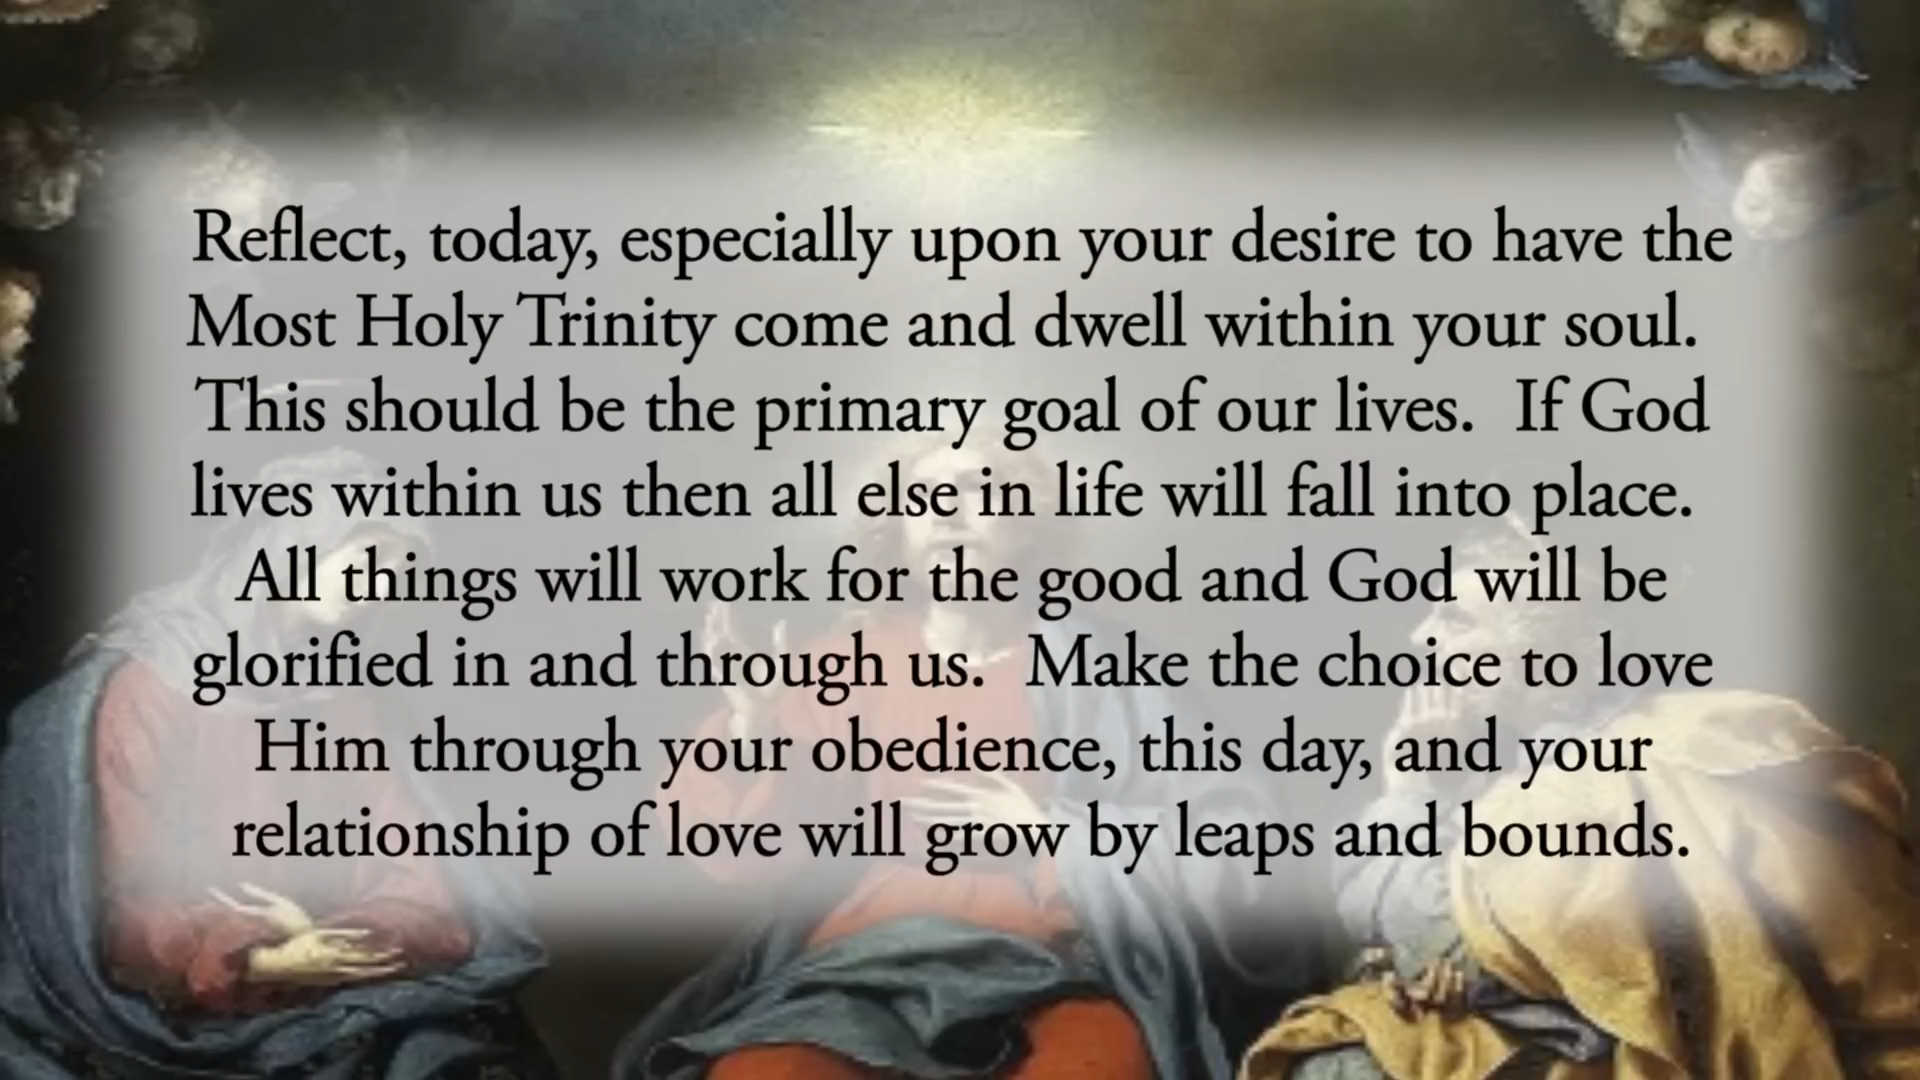 Reflect, today, especially upon your desire to have the
Most Holy Trinity come and dwell within your soul.
This should be the primary goal of our lives.  If God
lives within us then all else in life will fall into place.
All things will work for the good and God will be
glorified in and through us.  Make the choice to love
Him through your obedience, this day, and your
relationship of love will grow by leaps and bounds.